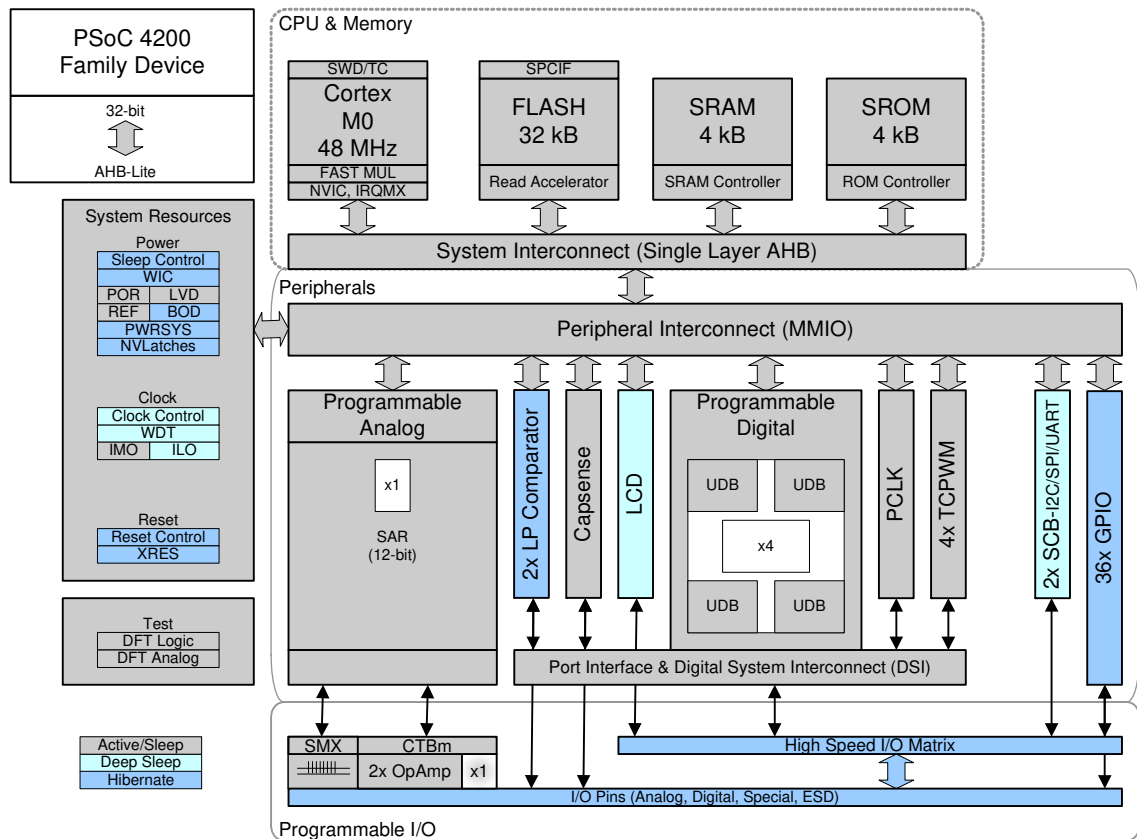 PSoC 4200
Family Device
32-bit
AHB-Lite
CPU & Memory
SWD/TC
Cortex
M0
48 MHz
FAST MUL
NVIC, IRQMX
SPCIF
FLASH
32 kB
Read Accelerator
SRAM
4 kB
SRAM Controller
SROM
4 kB
ROM Controller
System Interconnect (Single Layer AHB)
System Resources
Power
Sleep Control
WIC
POR LVD
REF BOD
PWRSYS
NVLatches
Clock
Clock Control
WDT
IMO ILO
Reset
Reset Control
XRES
Test
DFT Logic
DFT Analog
Peripherals
Peripheral Interconnect (MMIO)
Programmable
Analog
x1
SAR
(12-bit)
2x LP Comparator
Capsense
LCD
Programmable
Digital
UDB UDB
x4
UDB UDB
PCLK
4x TCPWM
2x SCB-I2C/SPI/UART
36x GPIO
Port Interface & Digital System Interconnect (DSI)
SMX
CTBm
2x OpAmp x1
High Speed I/O Matrix
I/O Pins (Analog, Digital, Special, ESD)
Programmable I/O
Active/Sleep
Deep Sleep
Hibernate